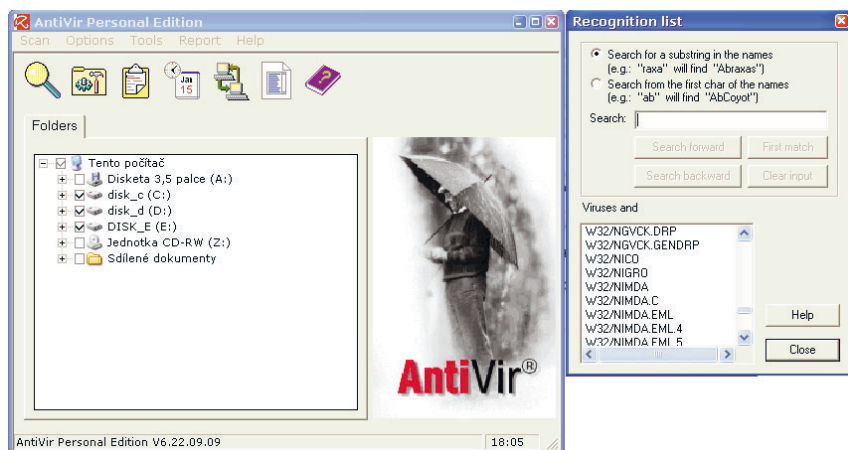 AntiVir Personal Edition
Scan Options Tools Report Help
Jan
15
?
Folders
Tento počítač
Disketa 3,5 palce (A:)
disk_c (C:)
disk_d (D:)
DISK_E (E:)
Jednotka CD-RW (Z:)
Sdílené dokumenty
AntiVir®
AntiVir Personal Edition V6.22.09.09 18:05
Recognition list
Search for a substring in the names
(e.g.: "raxa" will find "Abraxas")
Search from the first char of the names
(e.g.: "ab" will find "AbCoyot")
Search:
Search forward First match
Search backward Clear input
Viruses and
W32/NGVCK.DRP
W32/NGVCK.GENDRP
W32/NICO
W32/NIGRO
W32/NIMDA
W32/NIMDA.C
W32/NIMDA.EML
W32/NIMDA.EML.4
W32/NIMDA.EML.5
Help
Close